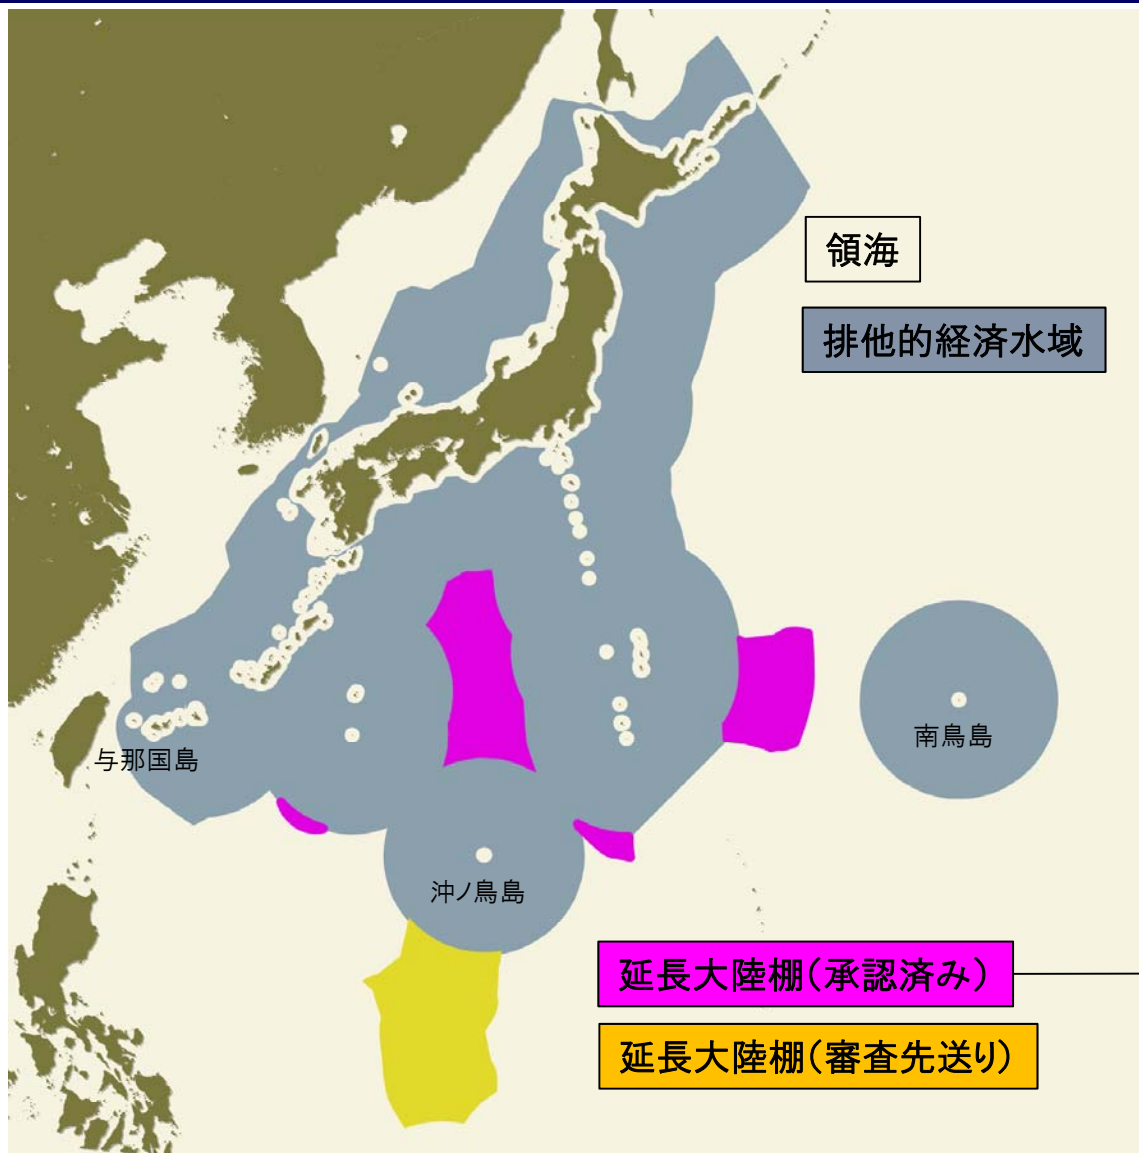 領海
排他的経済水域
南鳥島
与那国島
沖ノ鳥島
延長大陸棚（承認済み）
延長大陸棚（審査先送り）